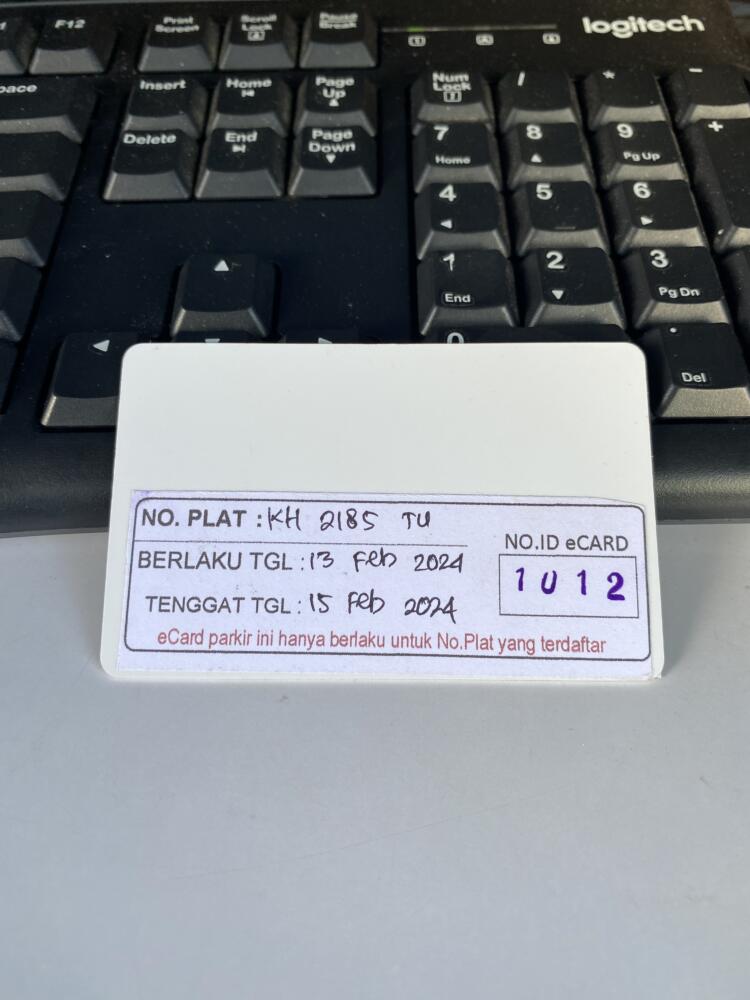 F12 Print Screen Scroll Lock Pause Break logitech
Insert Home Page Up Num Lock / * -
Delete End Page Down 7 Home 8 9 Pg Up +
4 5 6
1 End 2 3 Pg Dn
0 . Del
NO. PLAT : KH 2185 TU
BERLAKU TGL : 13 Feb 2024
TENGGAT TGL : 15 Feb 2024
NO.ID eCARD
1012
eCard parkir ini hanya berlaku untuk No.Plat yang terdaftar